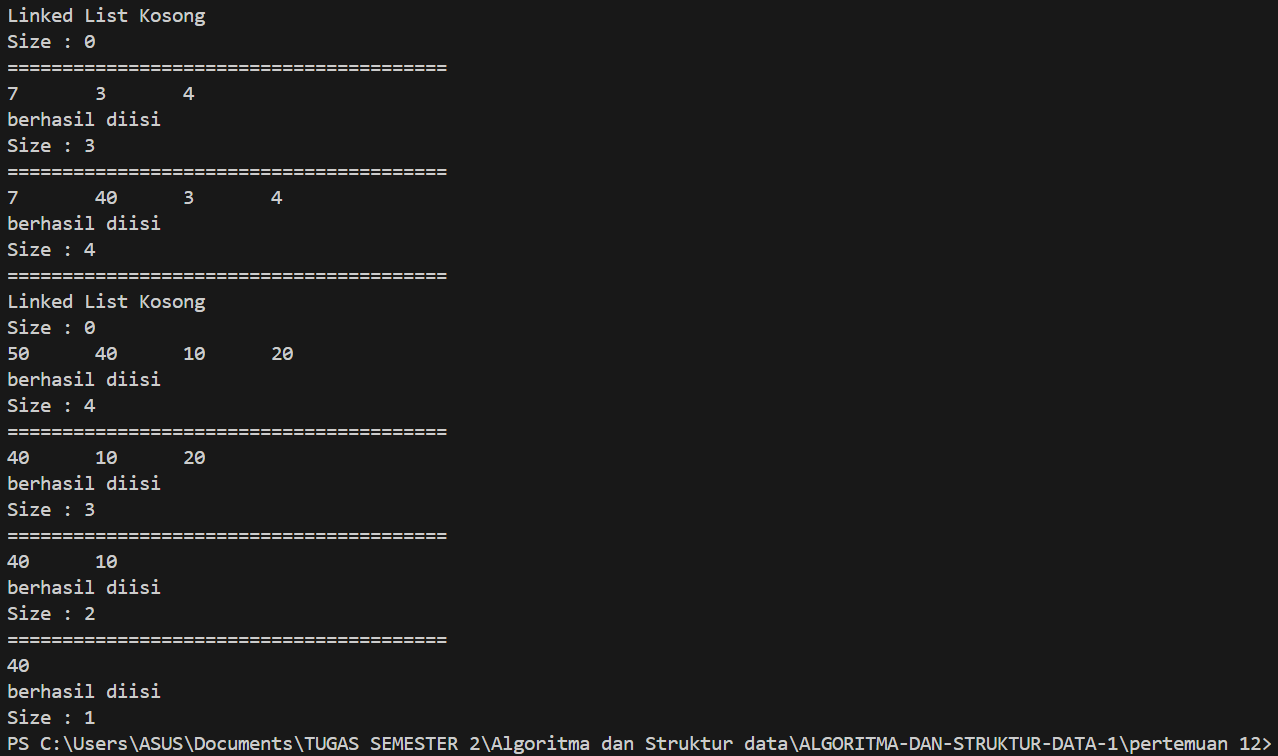 Linked List Kosong
Size : 0
========================================
7       3       4
berhasil diisi
Size : 3
========================================
7       40      3       4
berhasil diisi
Size : 4
========================================
Linked List Kosong
Size : 0
50      40      10      20
berhasil diisi
Size : 4
========================================
40      10      20
berhasil diisi
Size : 3
========================================
40      10
berhasil diisi
Size : 2
========================================
40
berhasil diisi
Size : 1
PS C:\Users\ASUS\Documents\TUGAS SEMESTER 2\Algoritma dan Struktur data\ALGORITMA-DAN-STRUKTUR-DATA-1\pertemuan 12>